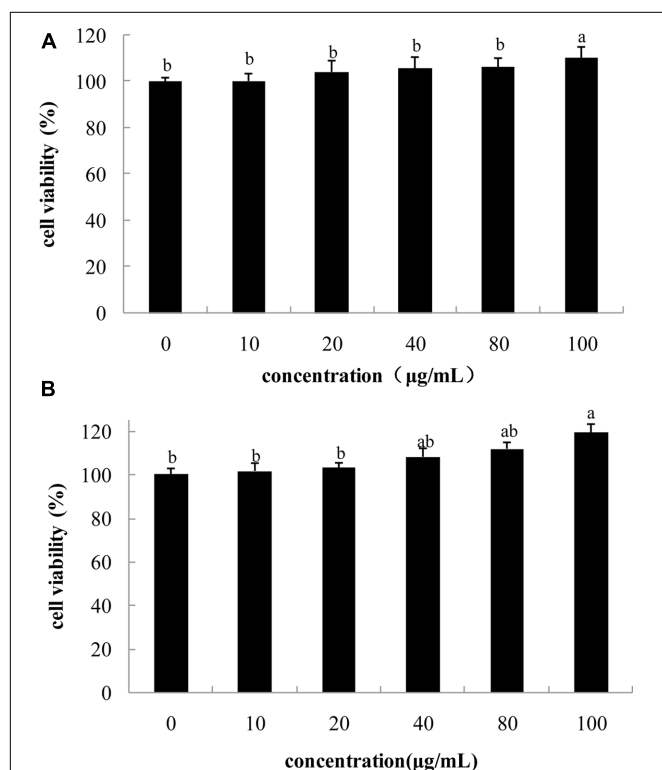 A
120
100
80
60
40
20
0
cell viability (%)
b b b b b a
0 10 20 40 80 100
concentration（μg/mL）
B
120
100
80
60
40
20
0
cell viability (%)
b b b ab ab a
0 10 20 40 80 100
concentration(μg/mL)